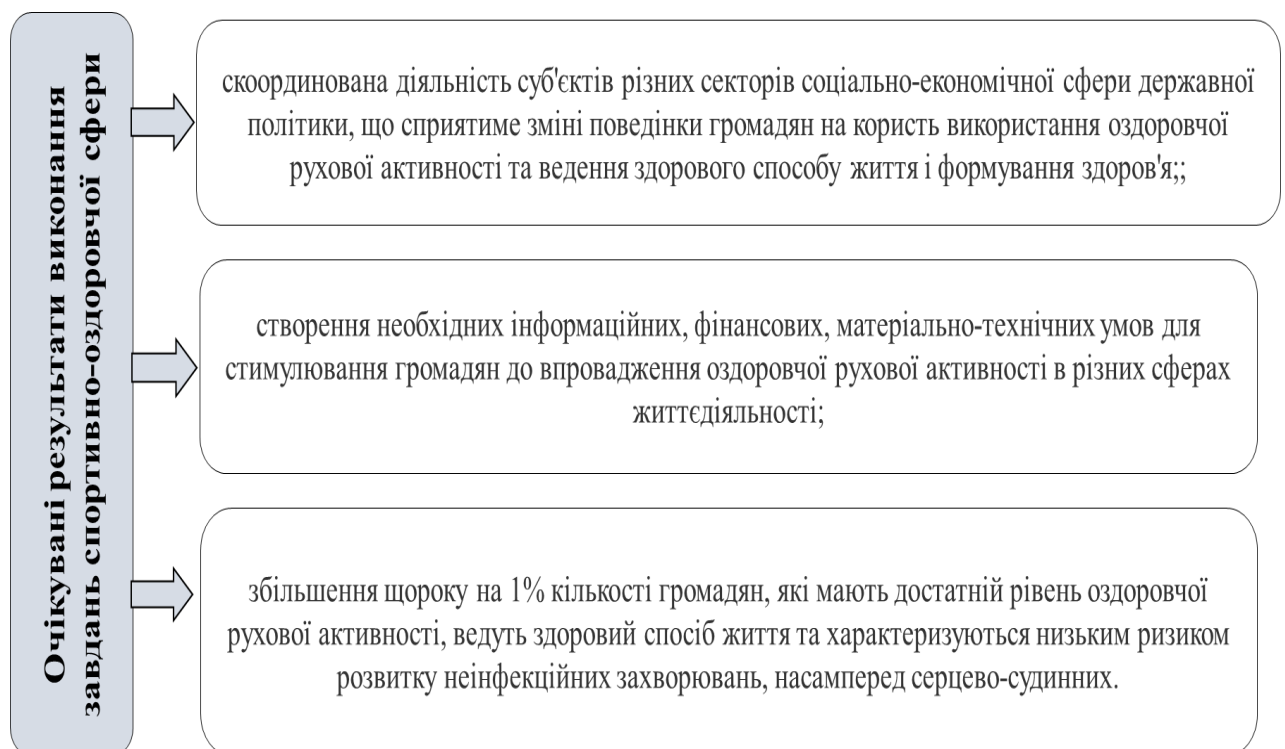 Очікувані результати виконання
завдань спортивно-оздоровчої сфери
скоординована діяльність суб'єктів різних секторів соціально-економічної сфери державної
політики, що сприятиме зміні поведінки громадян на користь використання оздоровчої
рухової активності та ведення здорового способу життя і формування здоров'я;;
створення необхідних інформаційних, фінансових, матеріально-технічних умов для
стимулювання громадян до впровадження оздоровчої рухової активності в різних сферах
життєдіяльності;
збільшення щороку на 1% кількості громадян, які мають достатній рівень оздоровчої
рухової активності, ведуть здоровий спосіб життя та характеризуються низьким ризиком
розвитку неінфекційних захворювань, насамперед серцево-судинних.